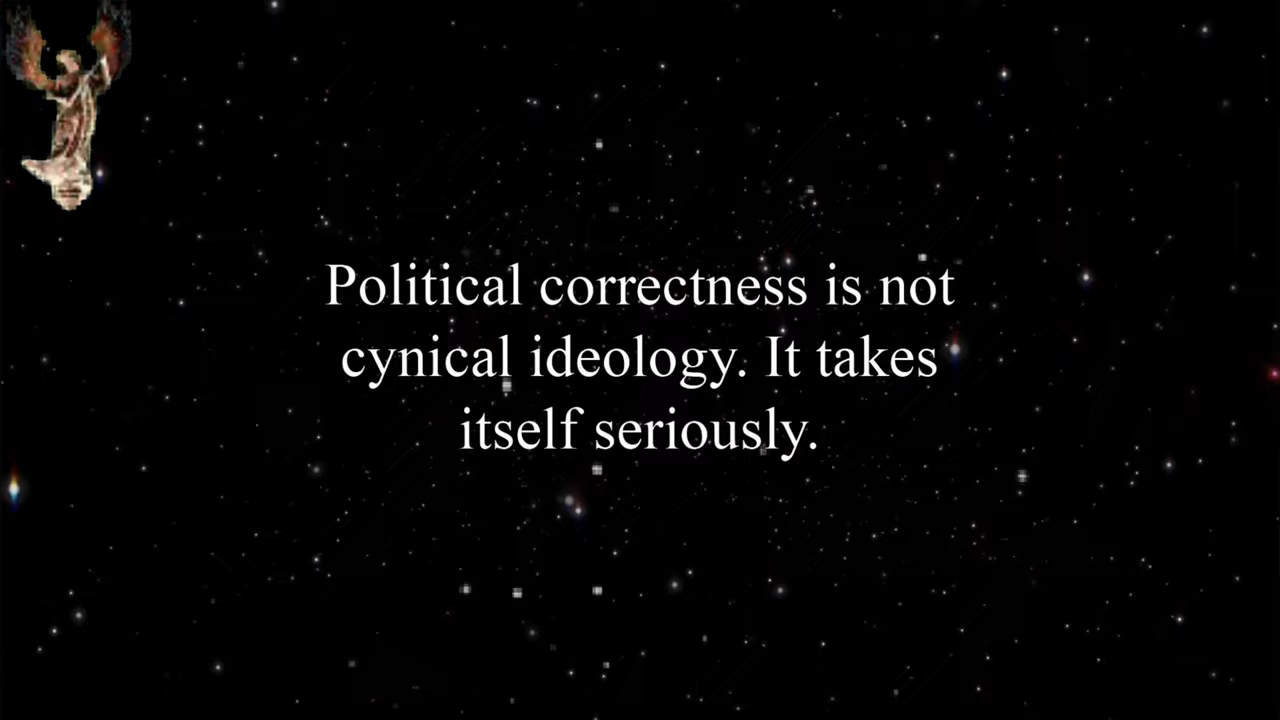 Political correctness is not
cynical ideology. It takes
itself seriously.